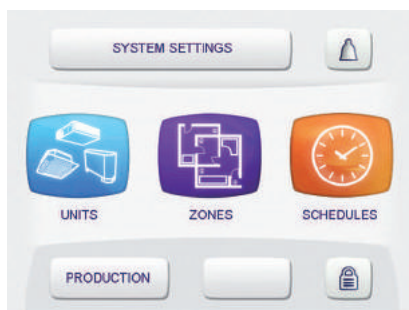 SYSTEM SETTINGS
UNITS
ZONES
SCHEDULES
PRODUCTION